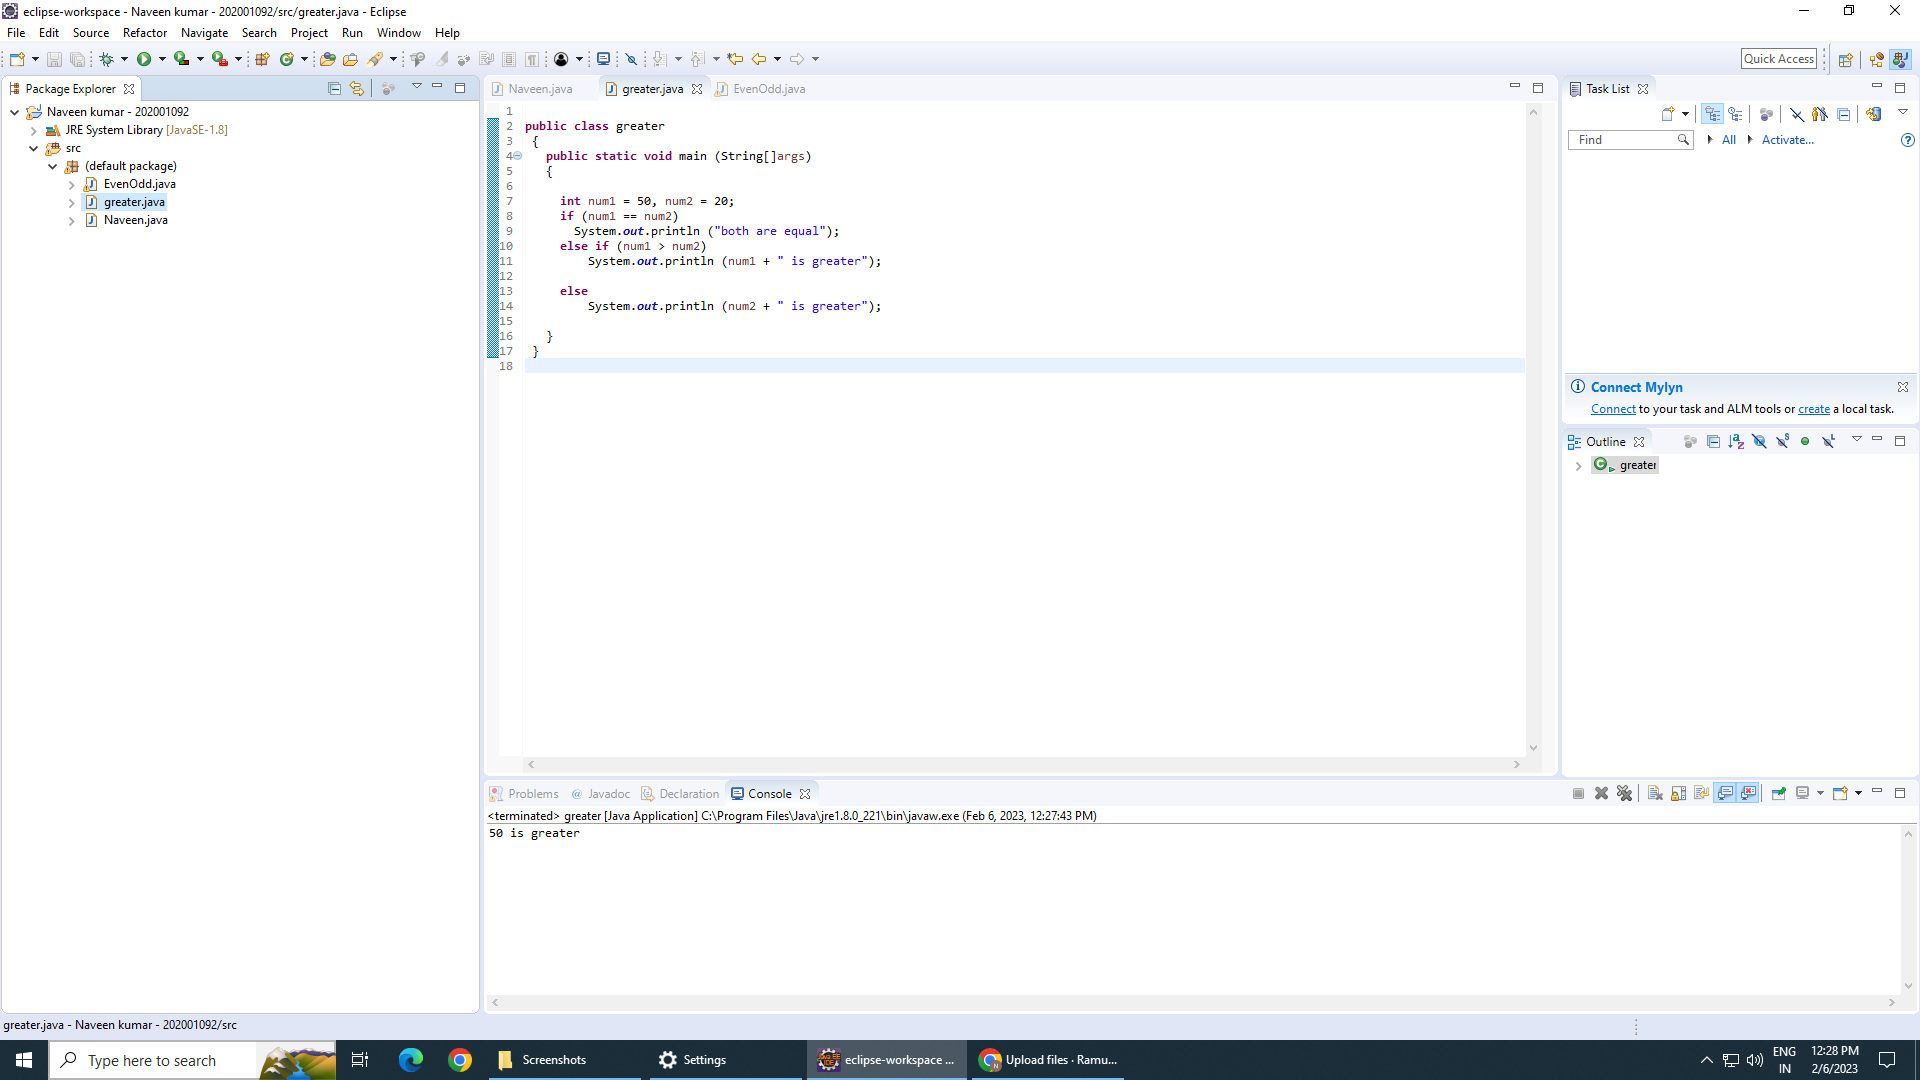 eclipse-workspace - Naveen kumar - 202001092/src/greater.java - Eclipse
File Edit Source Refactor Navigate Search Project Run Window Help
Quick Access
Package Explorer
Naveen kumar - 202001092
JRE System Library [JavaSE-1.8]
src
(default package)
EvenOdd.java
greater.java
Naveen.java
Naveen.java greater.java EvenOdd.java
1
2 public class greater
3 {
4 public static void main (String[]args)
5 {
6
7 int num1 = 50, num2 = 20;
8 if (num1 == num2)
9 System.out.println ("both are equal");
10 else if (num1 > num2)
11 System.out.println (num1 + " is greater");
12
13 else
14 System.out.println (num2 + " is greater");
15
16 }
17 }
18
Task List
Find All Activate...
Connect Mylyn
Connect to your task and ALM tools or create a local task.
Outline
greater
Problems @ Javadoc Declaration Console
<terminated> greater [Java Application] C:\Program Files\Java\jre1.8.0_221\bin\javaw.exe (Feb 6, 2023, 12:27:43 PM)
50 is greater
greater.java - Naveen kumar - 202001092/src
Type here to search
Screenshots
Settings
eclipse-workspace ...
Upload files · Ramu...
ENG
IN
12:28 PM
2/6/2023